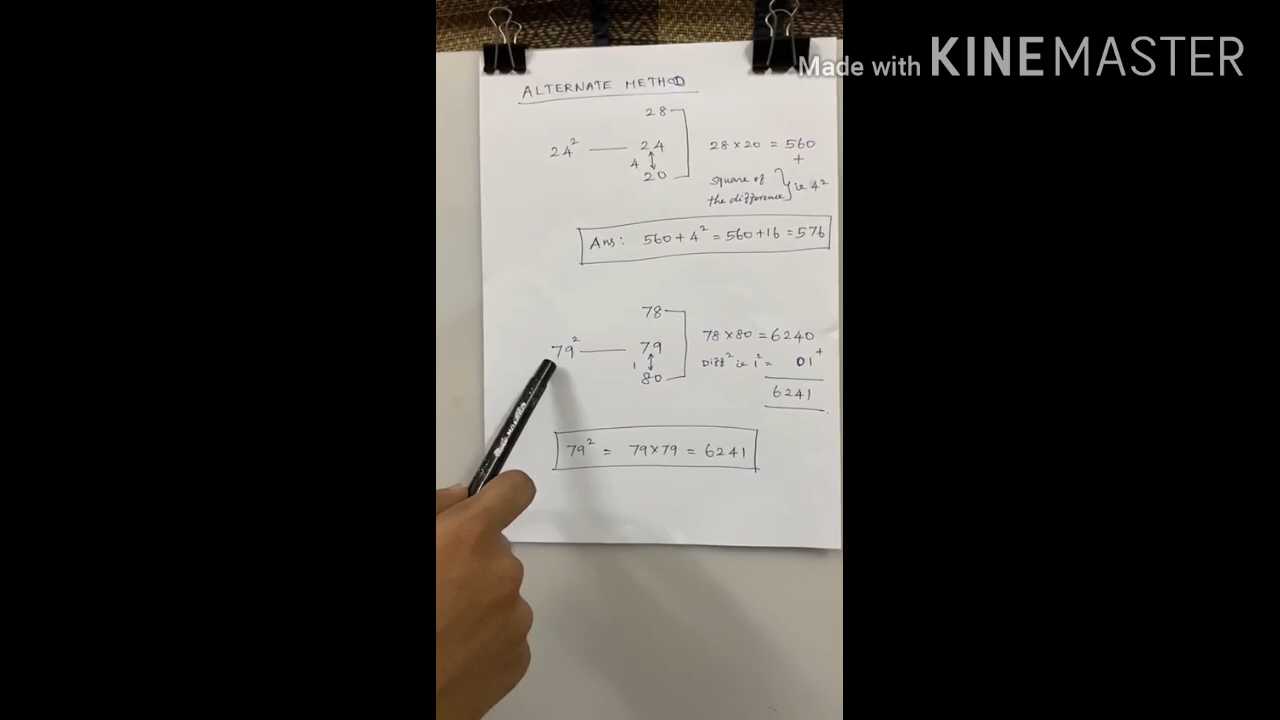 Made with KINEMASTER
ALTERNATE METHOD
28
24² — 24
4
20
28 × 20 = 560
+
Square of
the difference } ie 4²
Ans: 560 + 4² = 560 + 16 = 576
78
79² — 79
1
80
78 × 80 = 6240
Diff² ie 1² = 01 +
6241
79² = 79 × 79 = 6241